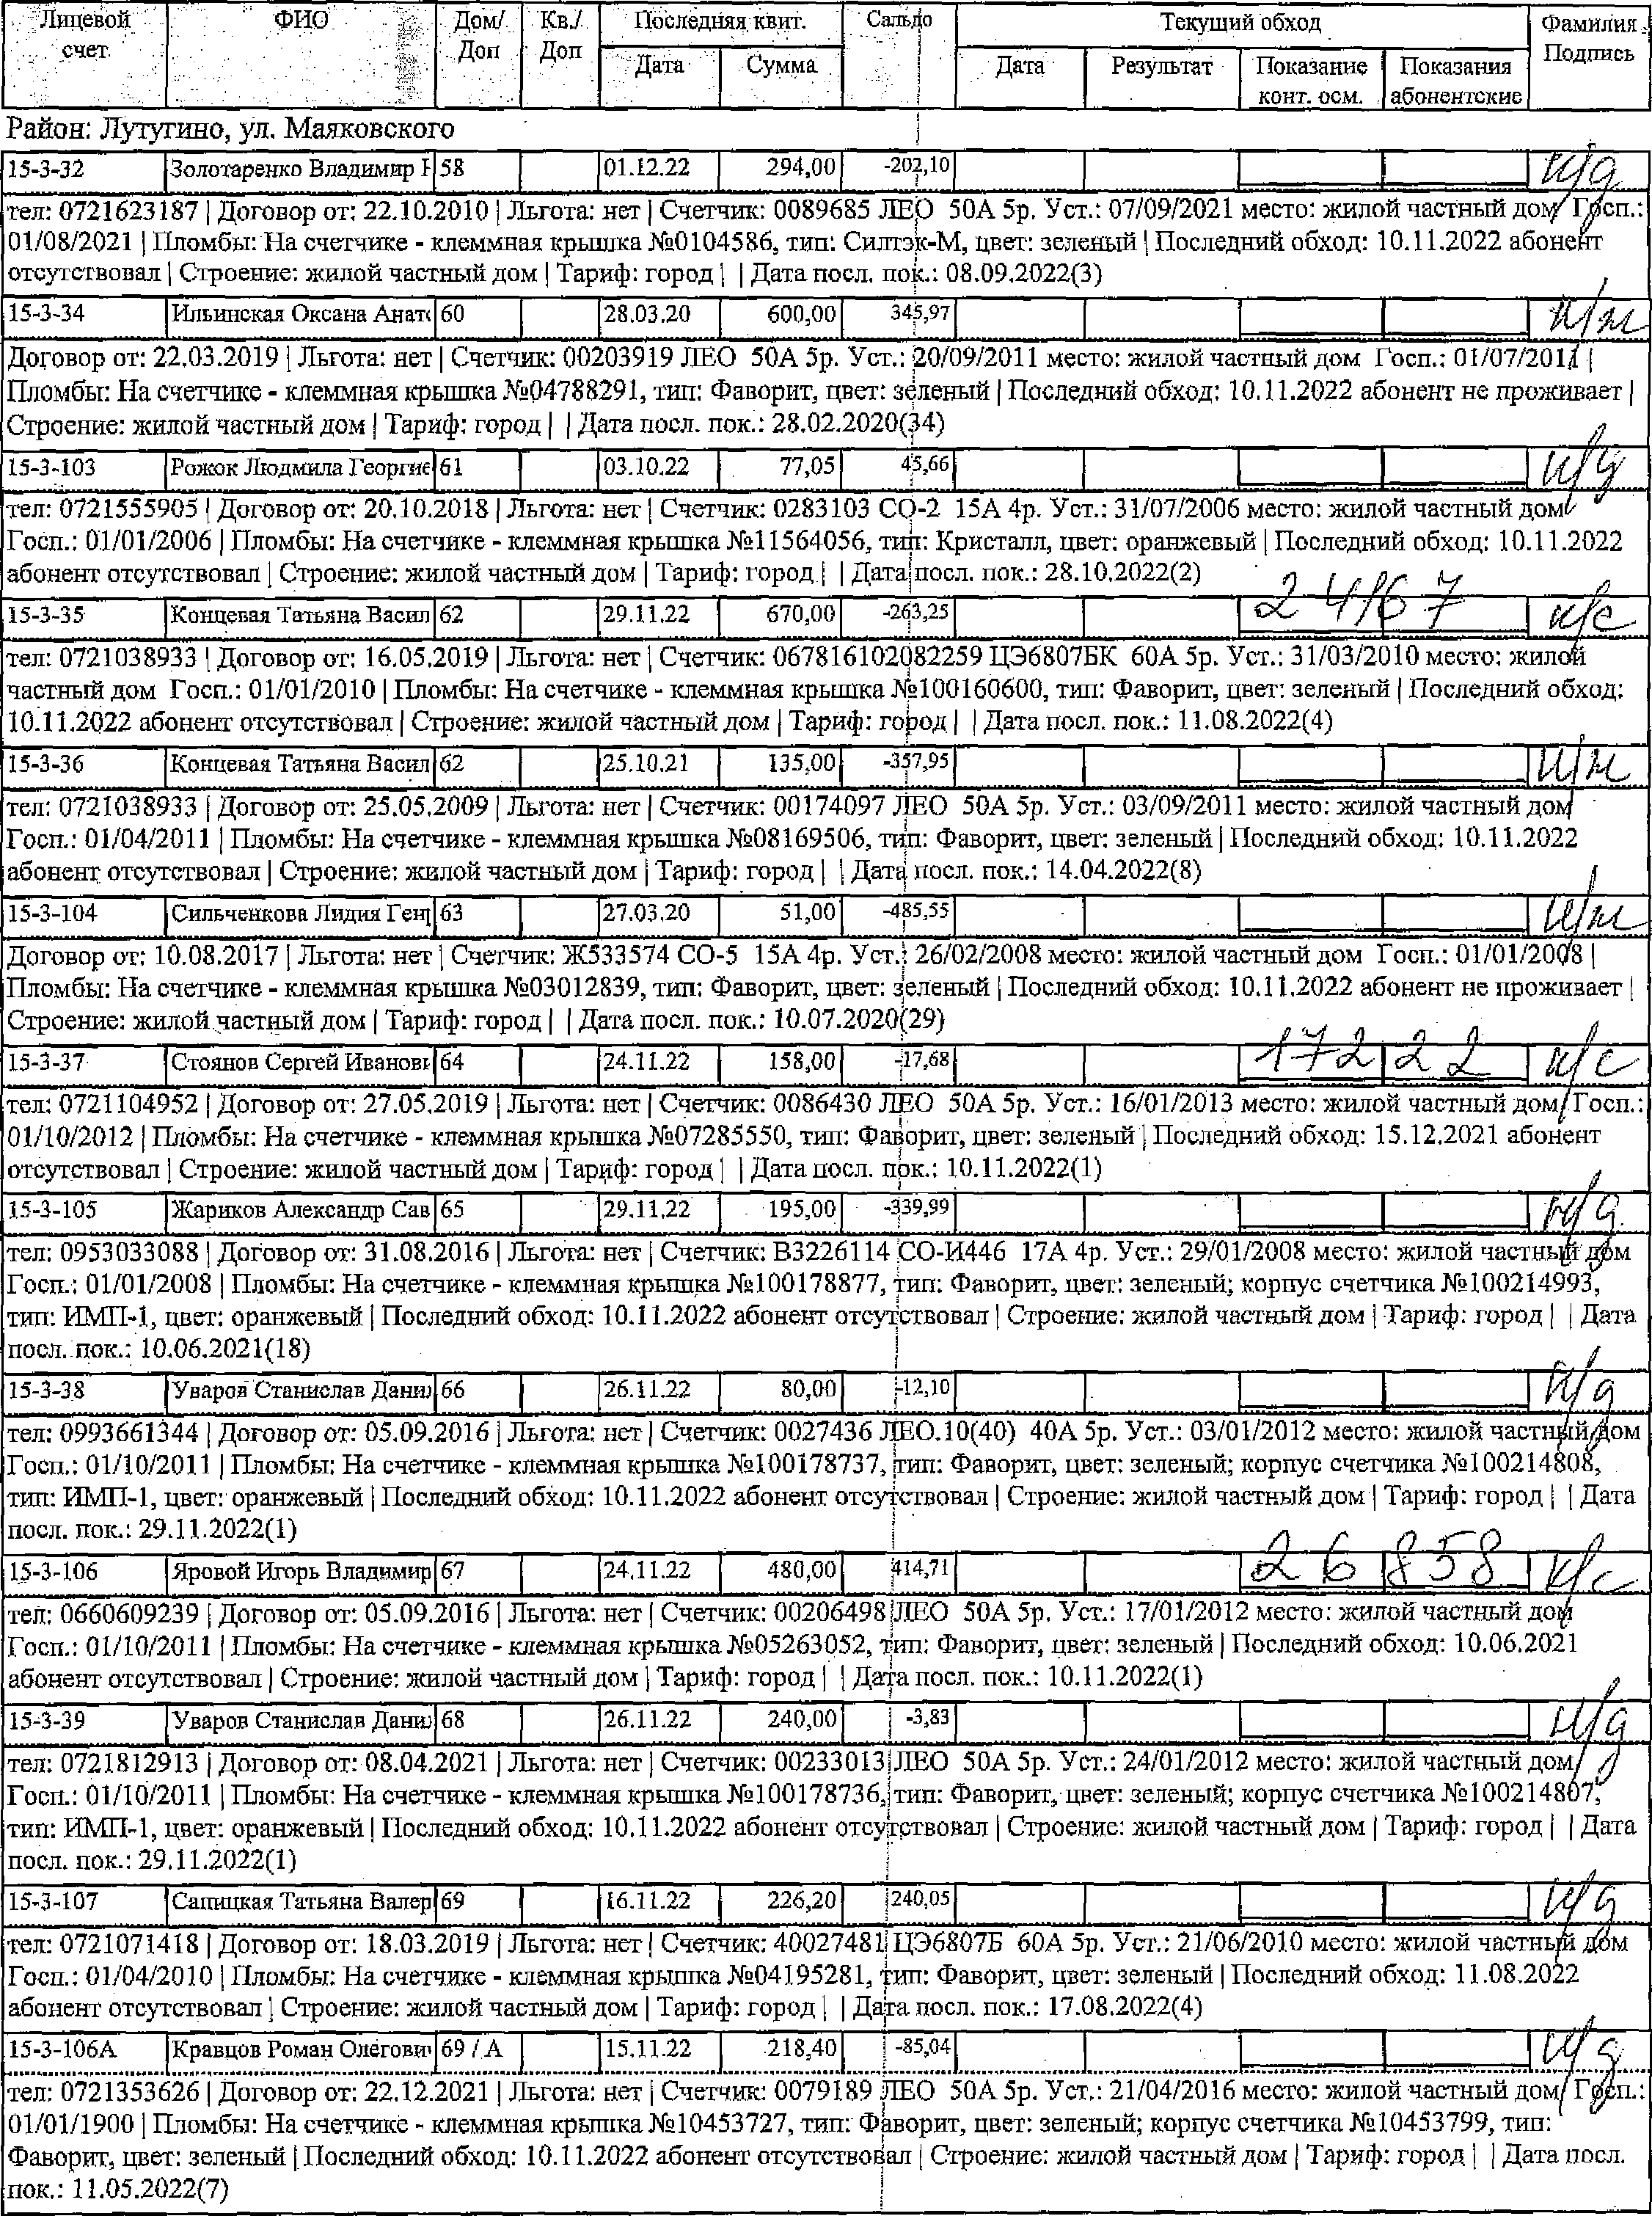 Лицевой счет ФИО Дом/ Доп Кв./ Доп Последняя квит. Сальдо Текущий обход Фамилия Подпись
Дата Сумма Дата Результат Показание конт. осм. Показания абонентские
Район: Лутугино, ул. Маяковского
15-3-32 Золотаренко Владимир Н 58 01.12.22 294,00 -202,10 н/д
тел: 0721623187 | Договор от: 22.10.2010 | Льгота: нет | Счетчик: 0089685 ЛЕО 50А 5р. Уст.: 07/09/2021 место: жилой частный дом Госп.:
01/08/2021 | Пломбы: На счетчике - клеммная крышка №0104586, тип: Силтэк-М, цвет: зеленый | Последний обход: 10.11.2022 абонент
отсутствовал | Строение: жилой частный дом | Тариф: город | | Дата посл. пок.: 08.09.2022(3)
15-3-34 Ильинская Оксана Анат 60 28.03.20 600,00 345,97 н/ж
Договор от: 22.03.2019 | Льгота: нет | Счетчик: 00203919 ЛЕО 50А 5р. Уст.: 20/09/2011 место: жилой частный дом Госп.: 01/07/2011 |
Пломбы: На счетчике - клеммная крышка №04788291, тип: Фаворит, цвет: зеленый | Последний обход: 10.11.2022 абонент не проживает |
Строение: жилой частный дом | Тариф: город | | Дата посл. пок.: 28.02.2020(34)
15-3-103 Рожок Людмила Георгие 61 03.10.22 77,05 45,66 н/д
тел: 0721555905 | Договор от: 20.10.2018 | Льгота: нет | Счетчик: 0283103 СО-2 15А 4р. Уст.: 31/07/2006 место: жилой частный дом
Госп.: 01/01/2006 | Пломбы: На счетчике - клеммная крышка №11564056, тип: Кристалл, цвет: оранжевый | Последний обход: 10.11.2022
абонент отсутствовал | Строение: жилой частный дом | Тариф: город | | Дата посл. пок.: 28.10.2022(2)
15-3-35 Концевая Татьяна Васил 62 29.11.22 670,00 -263,25 24167 н/с
тел: 0721038933 | Договор от: 16.05.2019 | Льгота: нет | Счетчик: 067816102082259 ЦЭ6807БК 60А 5р. Уст.: 31/03/2010 место: жилой
частный дом Госп.: 01/01/2010 | Пломбы: На счетчике - клеммная крышка №100160600, тип: Фаворит, цвет: зеленый | Последний обход:
10.11.2022 абонент отсутствовал | Строение: жилой частный дом | Тариф: город | | Дата посл. пок.: 11.08.2022(4)
15-3-36 Концевая Татьяна Васил 62 25.10.21 135,00 -357,95 н/ж
тел: 0721038933 | Договор от: 25.05.2009 | Льгота: нет | Счетчик: 00174097 ЛЕО 50А 5р. Уст.: 03/09/2011 место: жилой частный дом
Госп.: 01/04/2011 | Пломбы: На счетчике - клеммная крышка №08169506, тип: Фаворит, цвет: зеленый | Последний обход: 10.11.2022
абонент отсутствовал | Строение: жилой частный дом | Тариф: город | | Дата посл. пок.: 14.04.2022(8)
15-3-104 Сильченкова Лидия Ген 63 27.03.20 51,00 -485,55 н/ж
Договор от: 10.08.2017 | Льгота: нет | Счетчик: Ж533574 СО-5 15А 4р. Уст.: 26/02/2008 место: жилой частный дом Госп.: 01/01/2008 |
Пломбы: На счетчике - клеммная крышка №03012839, тип: Фаворит, цвет: зеленый | Последний обход: 10.11.2022 абонент не проживает |
Строение: жилой частный дом | Тариф: город | | Дата посл. пок.: 10.07.2020(29)
15-3-37 Стоянов Сергей Иванов 64 24.11.22 158,00 -17,68 17222 н/с
тел: 0721104952 | Договор от: 27.05.2019 | Льгота: нет | Счетчик: 0086430 ЛЕО 50А 5р. Уст.: 16/01/2013 место: жилой частный дом Госп.:
01/10/2012 | Пломбы: На счетчике - клеммная крышка №07285550, тип: Фаворит, цвет: зеленый | Последний обход: 15.12.2021 абонент
отсутствовал | Строение: жилой частный дом | Тариф: город | | Дата посл. пок.: 10.11.2022(1)
15-3-105 Жариков Александр Сав 65 29.11.22 195,00 -339,99 н/д
тел: 0953033088 | Договор от: 31.08.2016 | Льгота: нет | Счетчик: В3226114 СО-И446 17А 4р. Уст.: 29/01/2008 место: жилой частный дом
Госп.: 01/01/2008 | Пломбы: На счетчике - клеммная крышка №100178877, тип: Фаворит, цвет: зеленый; корпус счетчика №100214993,
тип: ИМП-1, цвет: оранжевый | Последний обход: 10.11.2022 абонент отсутствовал | Строение: жилой частный дом | Тариф: город | | Дата
посл. пок.: 10.06.2021(18)
15-3-38 Уваров Станислав Дани 66 26.11.22 80,00 -12,10 н/д
тел: 0993661344 | Договор от: 05.09.2016 | Льгота: нет | Счетчик: 0027436 ЛЕО.10(40) 40А 5р. Уст.: 03/01/2012 место: жилой частный дом
Госп.: 01/10/2011 | Пломбы: На счетчике - клеммная крышка №100178737, тип: Фаворит, цвет: зеленый; корпус счетчика №100214808,
тип: ИМП-1, цвет: оранжевый | Последний обход: 10.11.2022 абонент отсутствовал | Строение: жилой частный дом | Тариф: город | | Дата
посл. пок.: 29.11.2022(1)
15-3-106 Яровой Игорь Владимир 67 24.11.22 480,00 414,71 26858 н/с
тел: 0660609239 | Договор от: 05.09.2016 | Льгота: нет | Счетчик: 00206498 ЛЕО 50А 5р. Уст.: 17/01/2012 место: жилой частный дом
Госп.: 01/10/2011 | Пломбы: На счетчике - клеммная крышка №05263052, тип: Фаворит, цвет: зеленый | Последний обход: 10.06.2021
абонент отсутствовал | Строение: жилой частный дом | Тариф: город | | Дата посл. пок.: 10.11.2022(1)
15-3-39 Уваров Станислав Дани 68 26.11.22 240,00 -3,83 н/д
тел: 0721812913 | Договор от: 08.04.2021 | Льгота: нет | Счетчик: 00233013 ЛЕО 50А 5р. Уст.: 24/01/2012 место: жилой частный дом
Госп.: 01/10/2011 | Пломбы: На счетчике - клеммная крышка №100178736, тип: Фаворит, цвет: зеленый; корпус счетчика №100214807,
тип: ИМП-1, цвет: оранжевый | Последний обход: 10.11.2022 абонент отсутствовал | Строение: жилой частный дом | Тариф: город | | Дата
посл. пок.: 29.11.2022(1)
15-3-107 Сапицкая Татьяна Валер 69 16.11.22 226,20 240,05 н/д
тел: 0721071418 | Договор от: 18.03.2019 | Льгота: нет | Счетчик: 40027481 ЦЭ6807Б 60А 5р. Уст.: 21/06/2010 место: жилой частный дом
Госп.: 01/04/2010 | Пломбы: На счетчике - клеммная крышка №04195281, тип: Фаворит, цвет: зеленый | Последний обход: 11.08.2022
абонент отсутствовал | Строение: жилой частный дом | Тариф: город | | Дата посл. пок.: 17.08.2022(4)
15-3-106А Кравцов Роман Олегови 69 / А 15.11.22 218,40 -85,04 н/д
тел: 0721353626 | Договор от: 22.12.2021 | Льгота: нет | Счетчик: 0079189 ЛЕО 50А 5р. Уст.: 21/04/2016 место: жилой частный дом Госп.:
01/01/1900 | Пломбы: На счетчике - клеммная крышка №10453727, тип: Фаворит, цвет: зеленый; корпус счетчика №10453799, тип:
Фаворит, цвет: зеленый | Последний обход: 10.11.2022 абонент отсутствовал | Строение: жилой частный дом | Тариф: город | | Дата посл.
пок.: 11.05.2022(7)